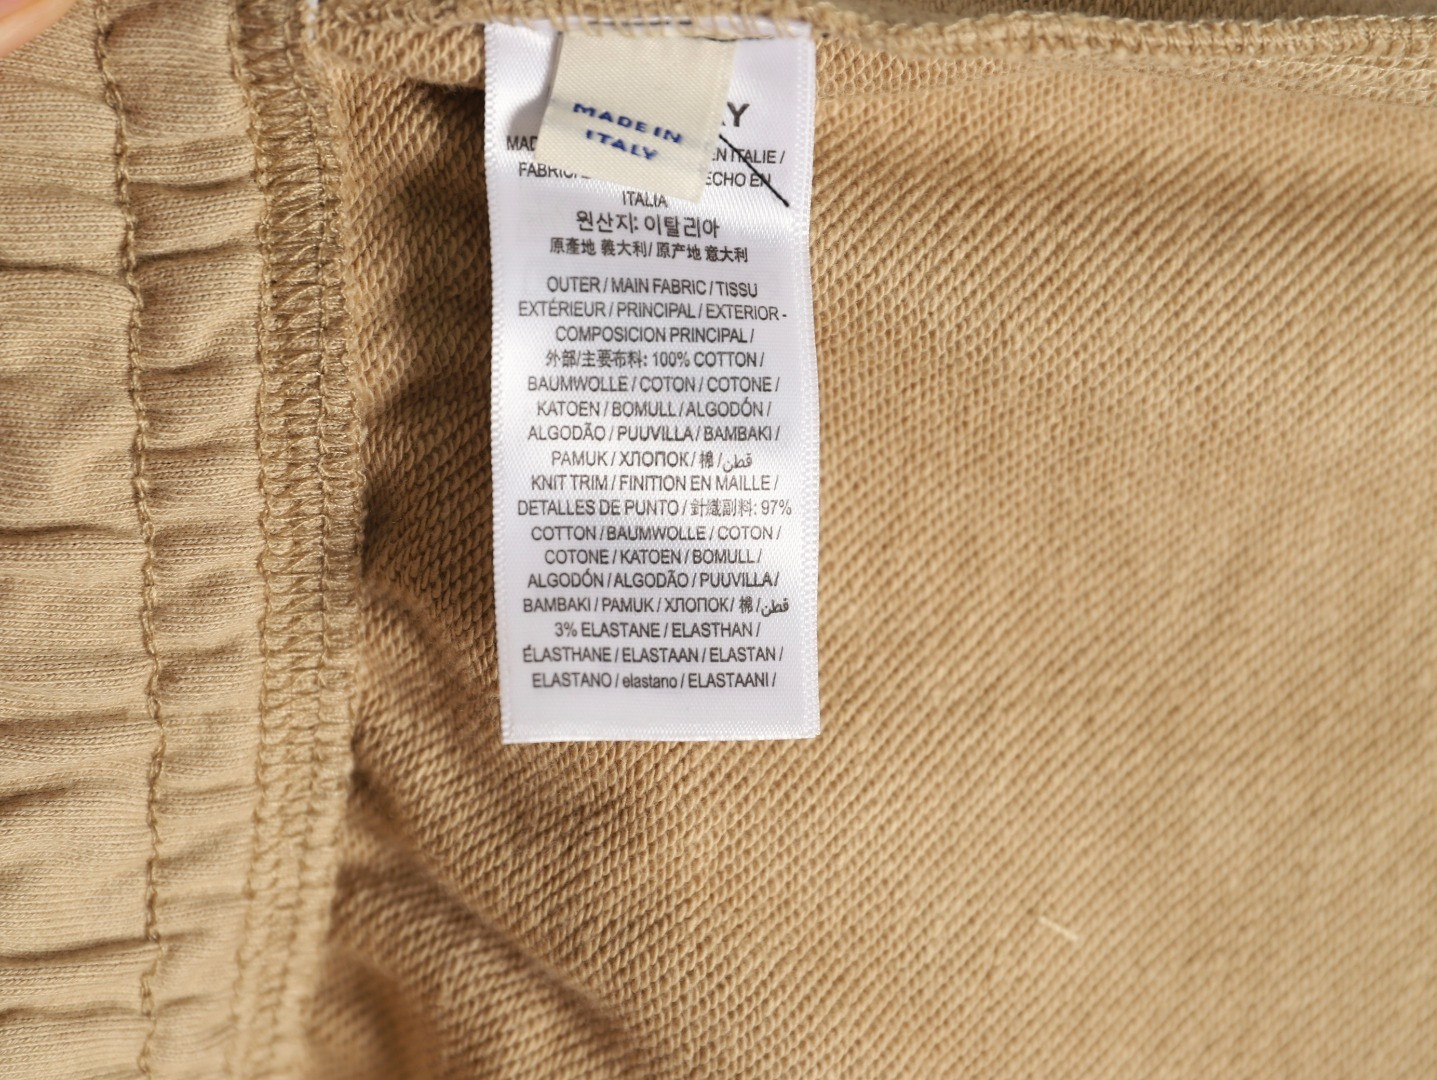 MADE IN
ITALY
EN ITALIE /
ECHO EN
ITALIA
원산지: 이탈리아
原產地 義大利/ 原产地 意大利
OUTER / MAIN FABRIC / TISSU
EXTÉRIEUR / PRINCIPAL / EXTERIOR -
COMPOSICION PRINCIPAL /
外部/主要布料: 100% COTTON /
BAUMWOLLE / COTON / COTONE /
KATOEN / BOMULL / ALGODÓN /
ALGODÃO / PUUVILLA / BAMBAKI /
PAMUK / ХЛОПОК / 棉 / قطن
KNIT TRIM / FINITION EN MAILLE /
DETALLES DE PUNTO / 針織副料: 97%
COTTON / BAUMWOLLE / COTON /
COTONE / KATOEN / BOMULL /
ALGODÓN / ALGODÃO / PUUVILLA /
BAMBAKI / PAMUK / ХЛОПОК / 棉 / قطن
3% ELASTANE / ELASTHAN /
ÉLASTHANE / ELASTAAN / ELASTAN /
ELASTANO / elastano / ELASTAANI /